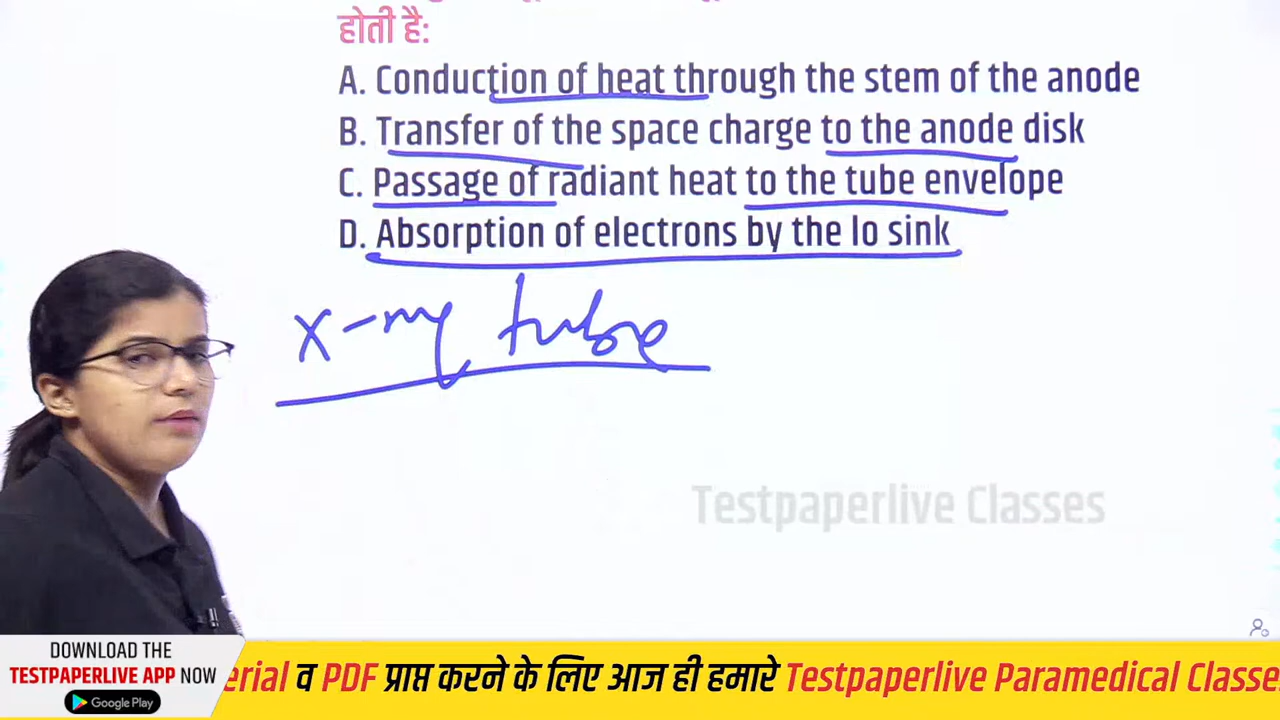 होती है:
A. Conduction of heat through the stem of the anode
B. Transfer of the space charge to the anode disk
C. Passage of radiant heat to the tube envelope
D. Absorption of electrons by the lo sink
x-ray tube
Testpaperlive Classes
DOWNLOAD THE
TESTPAPERLIVE APP NOW
Google Play
erial व PDF प्राप्त करने के लिए आज ही हमारे Testpaperlive Paramedical Classe